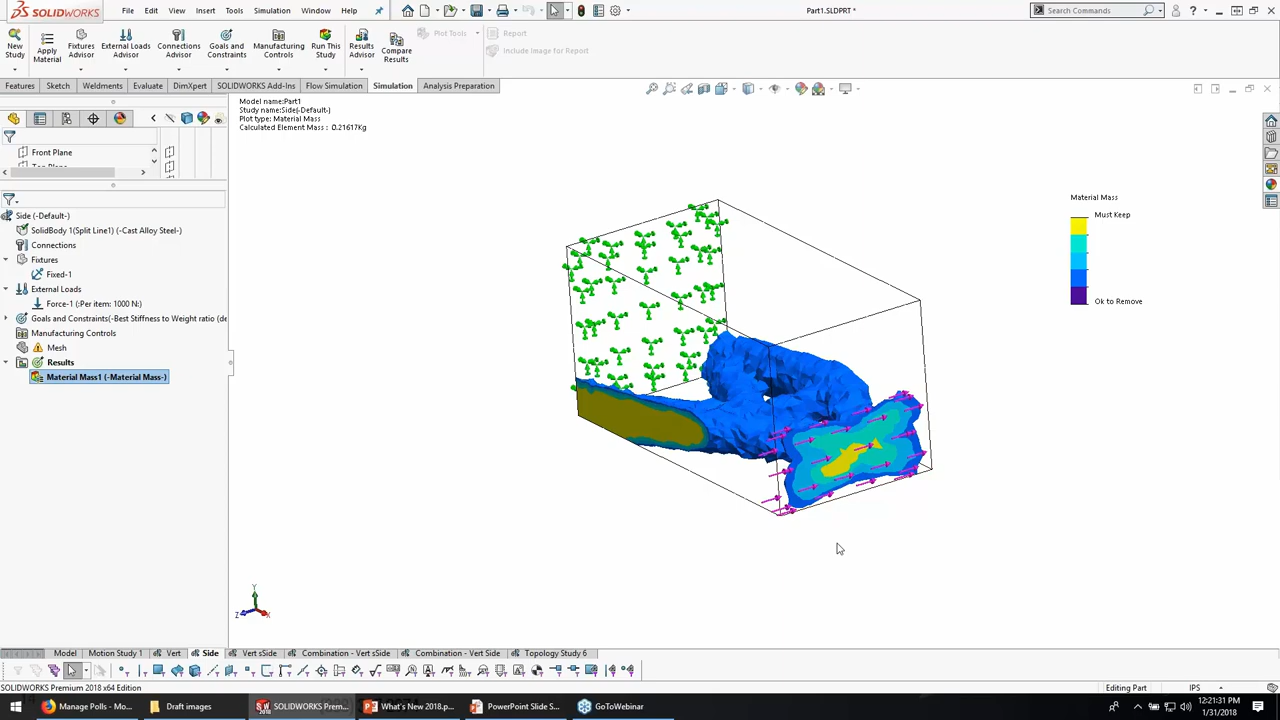 SOLIDWORKS
File Edit View Insert Tools Simulation Window Help
Part1.SLDPRT *
Search Commands
New Study
Apply Material
Fixtures Advisor
External Loads Advisor
Connections Advisor
Goals and Constraints
Manufacturing Controls
Run This Study
Results Advisor
Compare Results
Plot Tools
Report
Include Image for Report
Features Sketch Weldments Evaluate DimXpert SOLIDWORKS Add-Ins Flow Simulation Simulation Analysis Preparation
Model name:Part1
Study name:Side(-Default-)
Plot type: Material Mass
Calculated Element Mass : 0.21617Kg
Front Plane
Side (-Default-)
SolidBody 1(Split Line1) (-Cast Alloy Steel-)
Connections
Fixtures
Fixed-1
External Loads
Force-1 (:Per item: 1000 N:)
Goals and Constraints(-Best Stiffness to Weight ratio (de
Manufacturing Controls
Mesh
Results
Material Mass1 (-Material Mass-)
Material Mass
Must Keep
Ok to Remove
Y
Z X
Model Motion Study 1 Vert Side Vert sSide Combination - Vert sSide Combination - Vert Side Topology Study 6
SOLIDWORKS Premium 2018 x64 Edition
Editing Part
IPS
Manage Polls - Mo...
Draft images
SOLIDWORKS Prem...
What's New 2018.p...
PowerPoint Slide S...
GoToWebinar
12:21:31 PM
1/31/2018